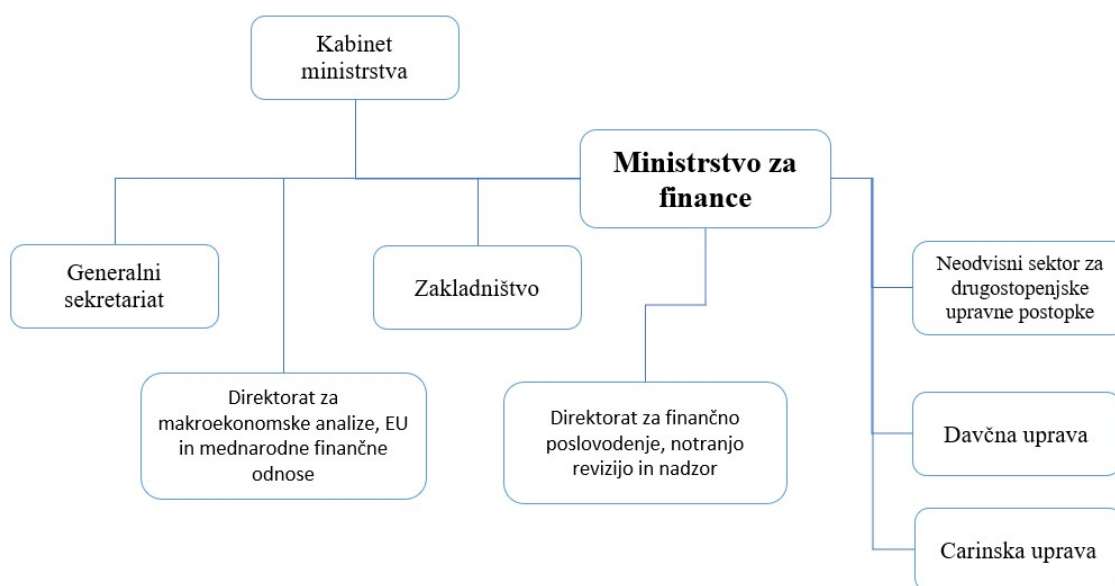 Kabinet
ministrstva
Ministrstvo za
finance
Generalni
sekretariat
Zakladništvo
Neodvisni sektor za
drugostopenjske
upravne postopke
Direktorat za
makroekonomske analize, EU
in mednarodne finančne
odnose
Direktorat za finančno
poslovodenje, notranjo
revizijo in nadzor
Davčna uprava
Carinska uprava